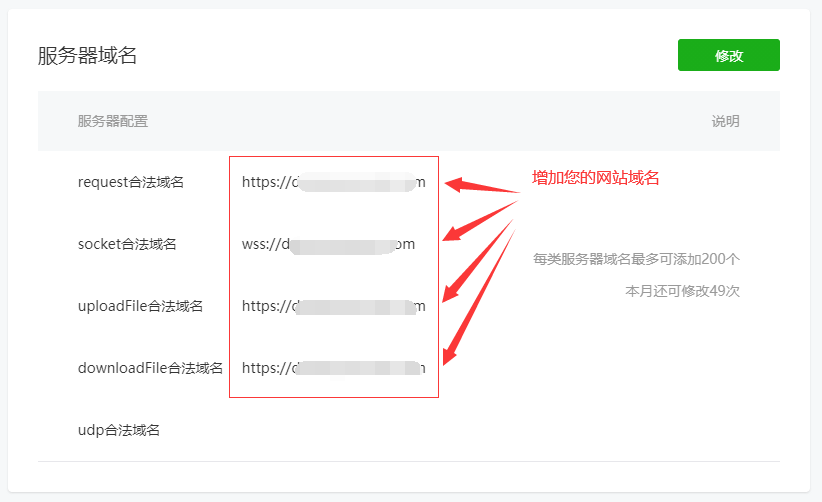 服务器域名
修改
服务器配置
说明
request合法域名
https://d
m
增加您的网站域名
socket合法域名
wss://d
om
每类服务器域名最多可添加200个
本月还可修改49次
uploadFile合法域名
https://d
m
downloadFile合法域名
https://d
udp合法域名